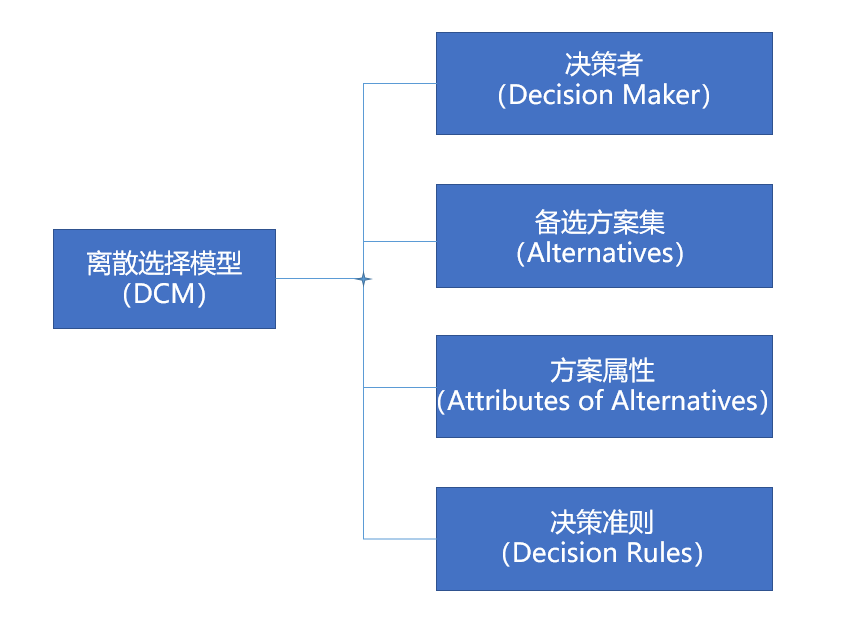 离散选择模型
（DCM）
决策者
（Decision Maker）
备选方案集
（Alternatives）
方案属性
（Attributes of Alternatives）
决策准则
（Decision Rules）